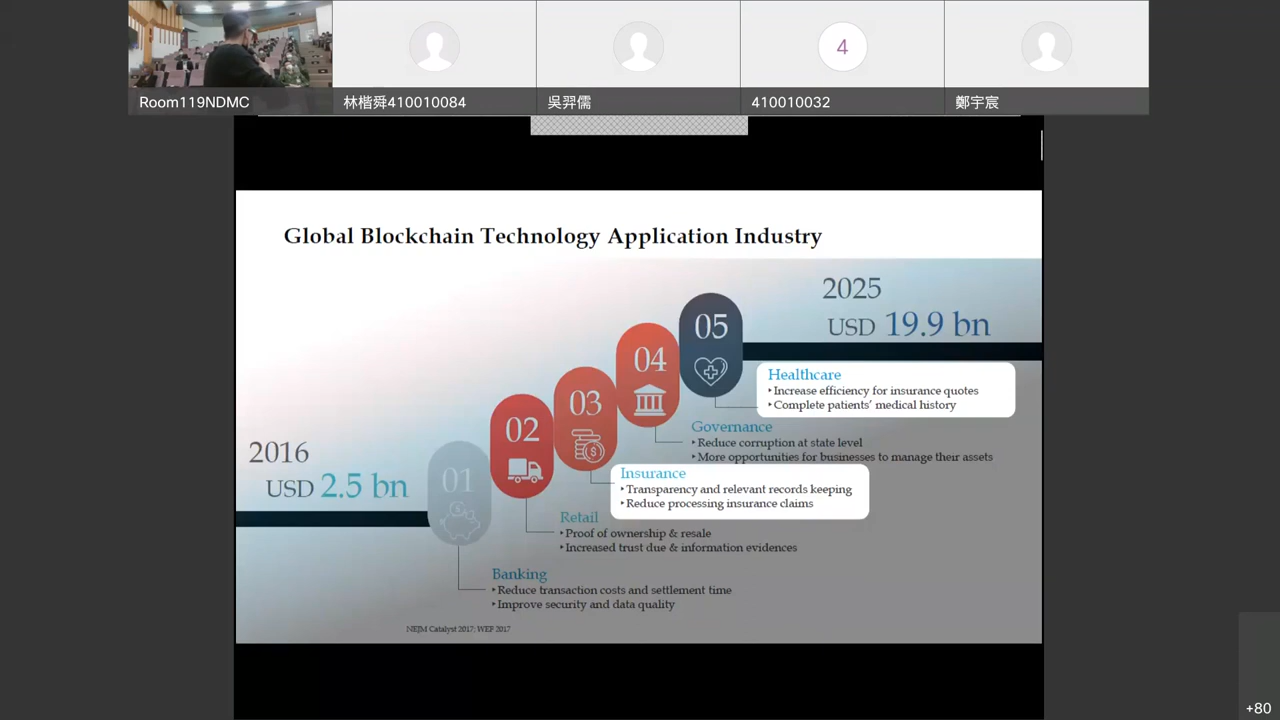 Room119NDMC
林楷舜410010084
吳羿儒
4
410010032
鄭宇宸
Global Blockchain Technology Application Industry
2025
USD 19.9 bn
05
Healthcare
‣Increase efficiency for insurance quotes
‣Complete patients’ medical history
04
Governance
‣Reduce corruption at state level
‣More opportunities for businesses to manage their assets
03
Insurance
‣Transparency and relevant records keeping
‣Reduce processing insurance claims
02
Retail
‣Proof of ownership & resale
‣Increased trust due & information evidences
2016
USD 2.5 bn
01
Banking
‣Reduce transaction costs and settlement time
‣Improve security and data quality
NEJM Catalyst 2017; WEF 2017
+80